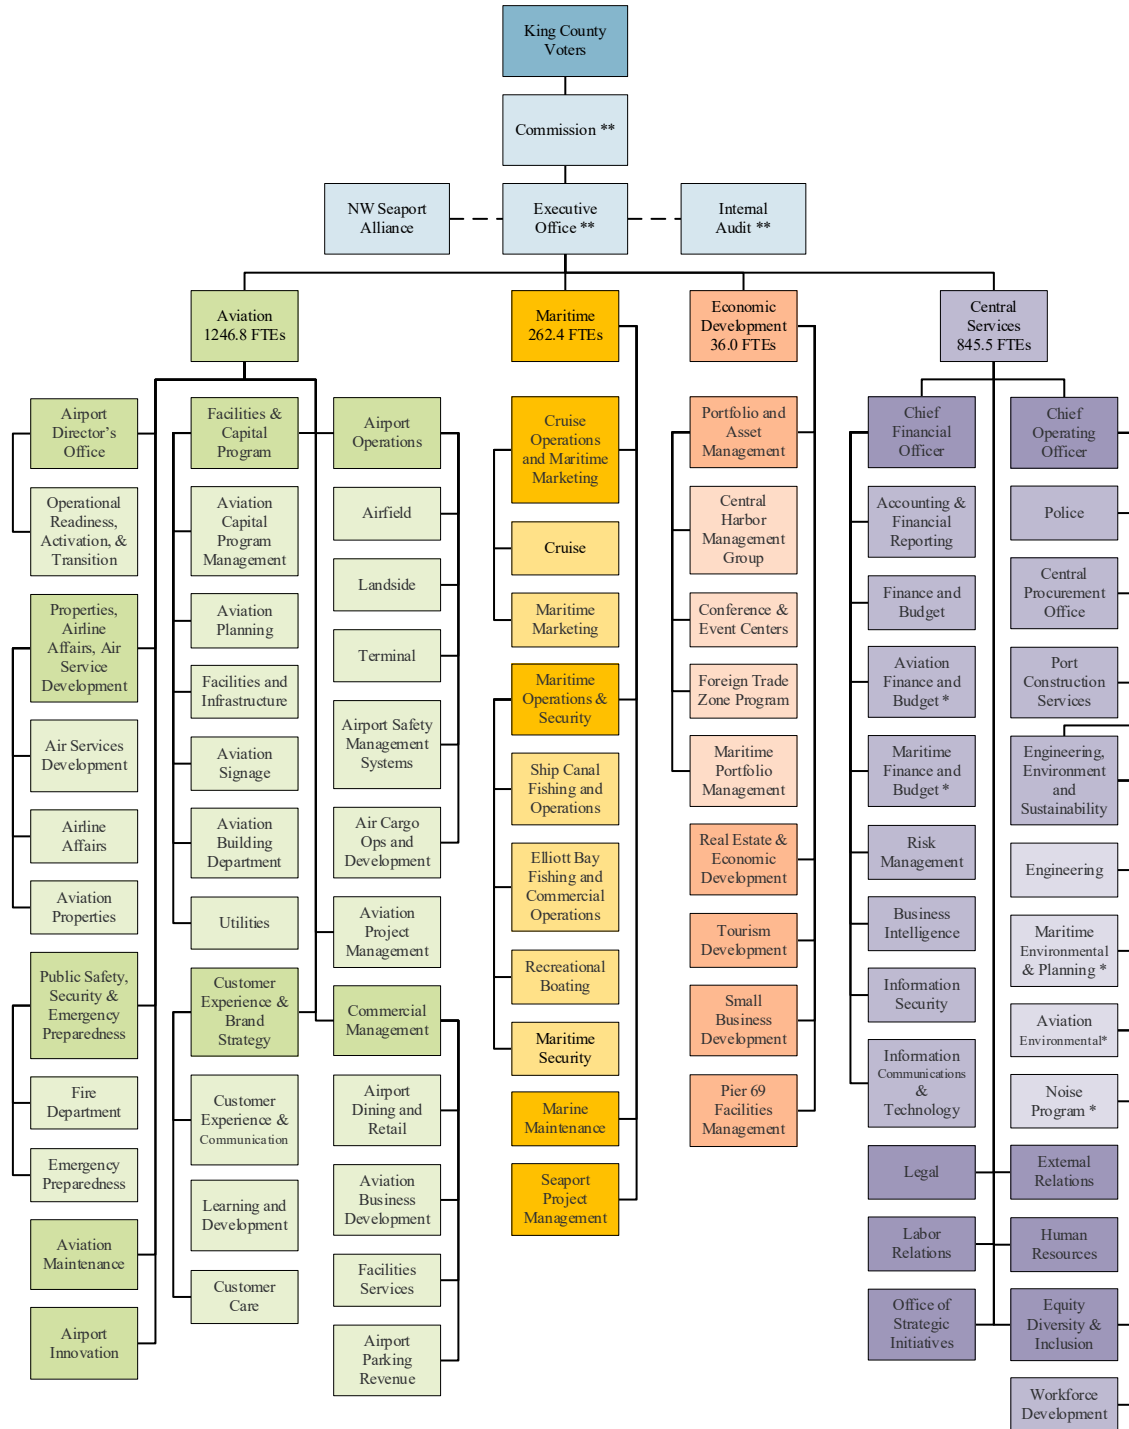 King County
Voters
Commission **
NW Seaport
Alliance
Executive
Office **
Internal
Audit **
Aviation
1246.8 FTEs
Maritime
262.4 FTEs
Economic
Development
36.0 FTEs
Central
Services
845.5 FTEs
Airport
Director's
Office
Operational
Readiness,
Activation, &
Transition
Properties,
Airline
Affairs, Air
Service
Development
Air Services
Development
Airline
Affairs
Aviation
Properties
Public Safety,
Security &
Emergency
Preparedness
Fire
Department
Emergency
Preparedness
Aviation
Maintenance
Airport
Innovation
Facilities &
Capital
Program
Aviation
Capital
Program
Management
Aviation
Planning
Facilities and
Infrastructure
Aviation
Signage
Aviation
Building
Department
Utilities
Customer
Experience &
Brand
Strategy
Customer
Experience &
Communication
Learning and
Development
Customer
Care
Airport
Operations
Airfield
Landside
Terminal
Airport Safety
Management
Systems
Air Cargo
Ops and
Development
Aviation
Project
Management
Commercial
Management
Airport
Dining and
Retail
Aviation
Business
Development
Facilities
Services
Airport
Parking
Revenue
Cruise
Operations
and Maritime
Marketing
Cruise
Maritime
Marketing
Maritime
Operations &
Security
Ship Canal
Fishing and
Operations
Elliott Bay
Fishing and
Commercial
Operations
Recreational
Boating
Maritime
Security
Marine
Maintenance
Seaport
Project
Management
Portfolio and
Asset
Management
Central
Harbor
Management
Group
Conference &
Event Centers
Foreign Trade
Zone Program
Maritime
Portfolio
Management
Real Estate &
Economic
Development
Tourism
Development
Small
Business
Development
Pier 69
Facilities
Management
Chief
Financial
Officer
Accounting &
Financial
Reporting
Finance and
Budget
Aviation
Finance and
Budget *
Maritime
Finance and
Budget *
Risk
Management
Business
Intelligence
Information
Security
Information
Communications
&
Technology
Legal
Labor
Relations
Office of
Strategic
Initiatives
Chief
Operating
Officer
Police
Central
Procurement
Office
Port
Construction
Services
Engineering,
Environment
and
Sustainability
Engineering
Maritime
Environmental
& Planning *
Aviation
Environmental*
Noise
Program *
External
Relations
Human
Resources
Equity
Diversity &
Inclusion
Workforce
Development